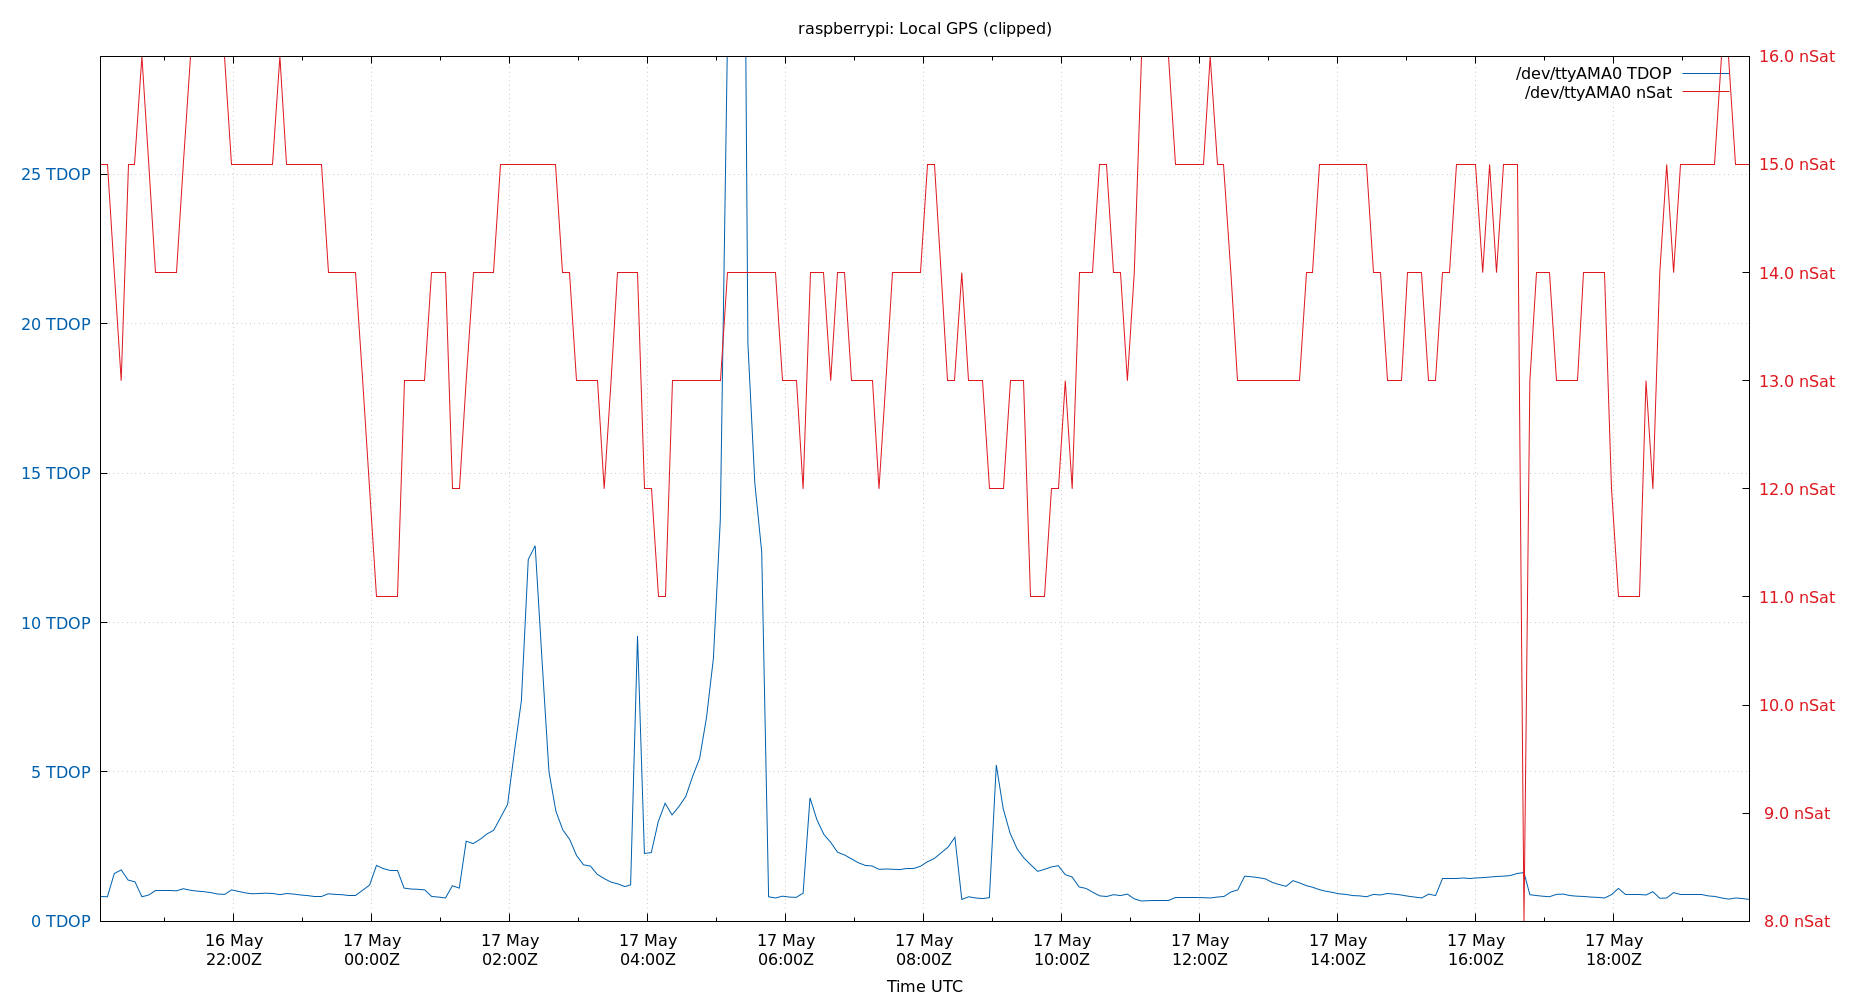 raspberrypi: Local GPS (clipped)
/dev/ttyAMA0 TDOP
/dev/ttyAMA0 nSat
25 TDOP
20 TDOP
15 TDOP
10 TDOP
5 TDOP
0 TDOP
16.0 nSat
15.0 nSat
14.0 nSat
13.0 nSat
12.0 nSat
11.0 nSat
10.0 nSat
9.0 nSat
8.0 nSat
16 May
22:00Z
17 May
00:00Z
17 May
02:00Z
17 May
04:00Z
17 May
06:00Z
17 May
08:00Z
17 May
10:00Z
17 May
12:00Z
17 May
14:00Z
17 May
16:00Z
17 May
18:00Z
Time UTC